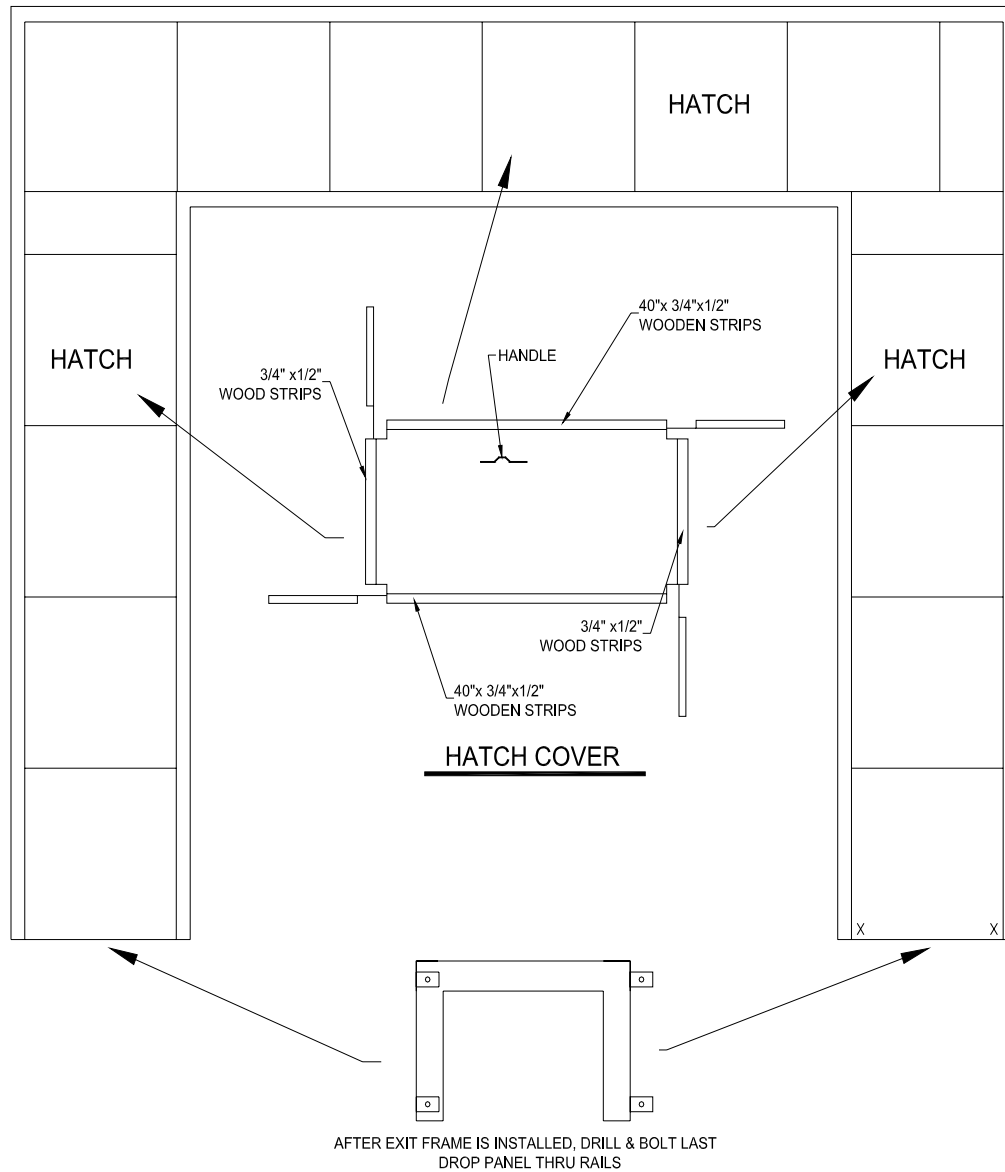 HATCH
HATCH
HATCH
40"x 3/4"x1/2"
WOODEN STRIPS
HANDLE
3/4" x1/2"
WOOD STRIPS
3/4" x1/2"
WOOD STRIPS
40"x 3/4"x1/2"
WOODEN STRIPS
HATCH COVER
X X
AFTER EXIT FRAME IS INSTALLED, DRILL & BOLT LAST
DROP PANEL THRU RAILS